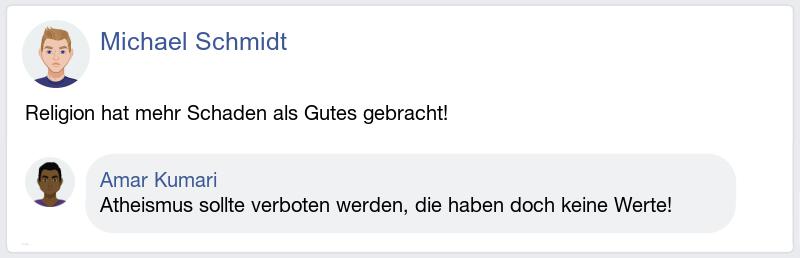 Michael Schmidt
Religion hat mehr Schaden als Gutes gebracht!
Amar Kumari
Atheismus sollte verboten werden, die haben doch keine Werte!